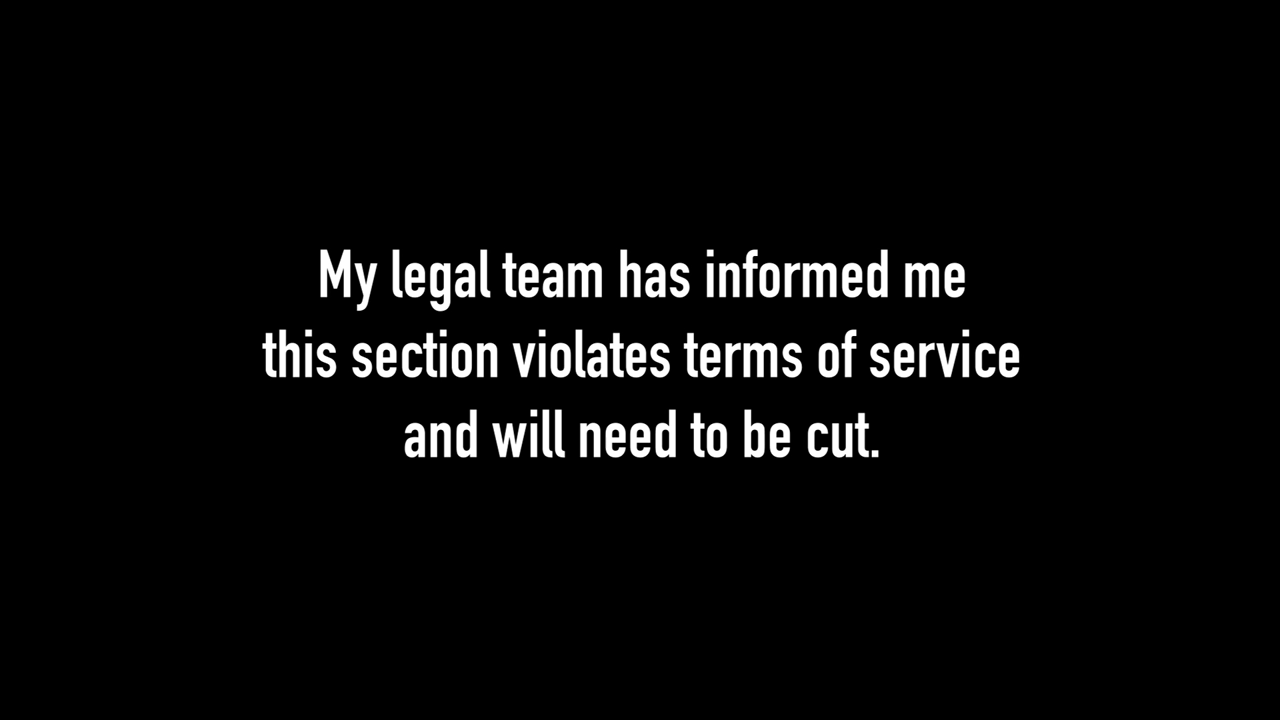 My legal team has informed me
this section violates terms of service
and will need to be cut.